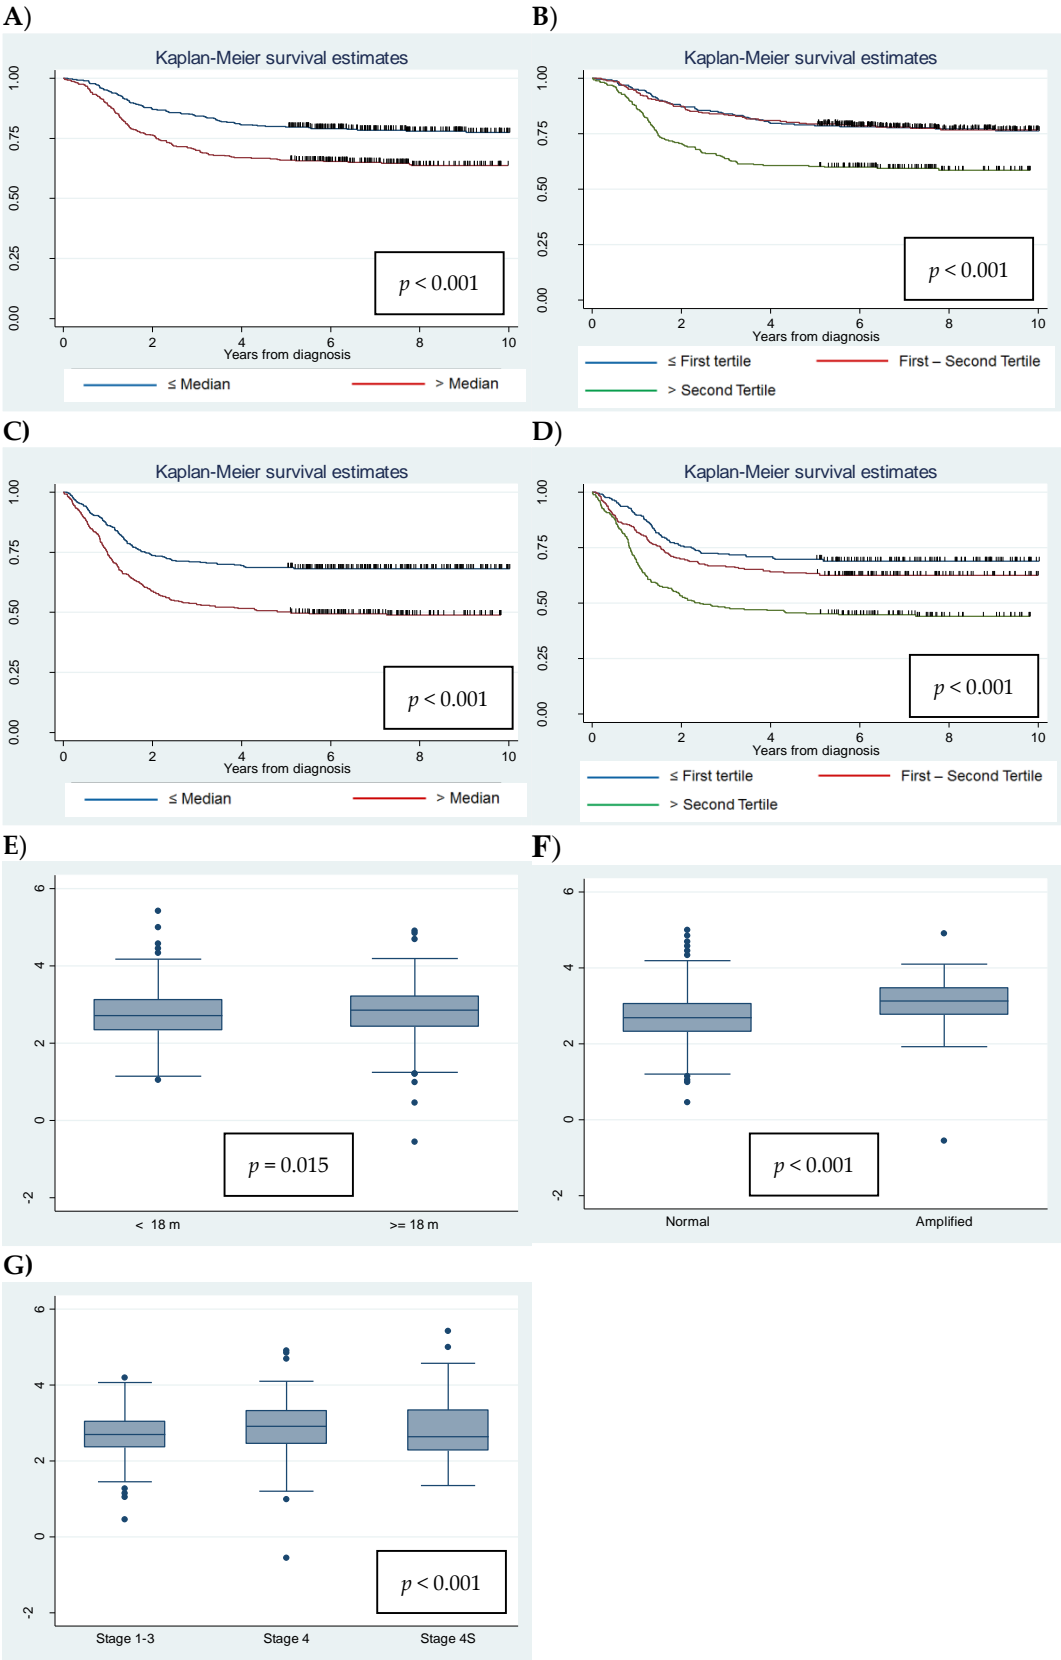 A)
Kaplan-Meier survival estimates
1.00
0.75
0.50
0.25
0.00
p < 0.001
0 2 4 6 8 10
Years from diagnosis
≤ Median > Median
B)
Kaplan-Meier survival estimates
1.00
0.75
0.50
0.25
0.00
p < 0.001
0 2 4 6 8 10
Years from diagnosis
≤ First tertile First – Second Tertile
> Second Tertile
C)
Kaplan-Meier survival estimates
1.00
0.75
0.50
0.25
0.00
p < 0.001
0 2 4 6 8 10
Years from diagnosis
≤ Median > Median
D)
Kaplan-Meier survival estimates
1.00
0.75
0.50
0.25
0.00
p < 0.001
0 2 4 6 8 10
Years from diagnosis
≤ First tertile First – Second Tertile
> Second Tertile
E)
6
4
2
0
-2
p = 0.015
< 18 m >= 18 m
F)
6
4
2
0
-2
p < 0.001
Normal Amplified
G)
6
4
2
0
-2
p < 0.001
Stage 1-3 Stage 4 Stage 4S